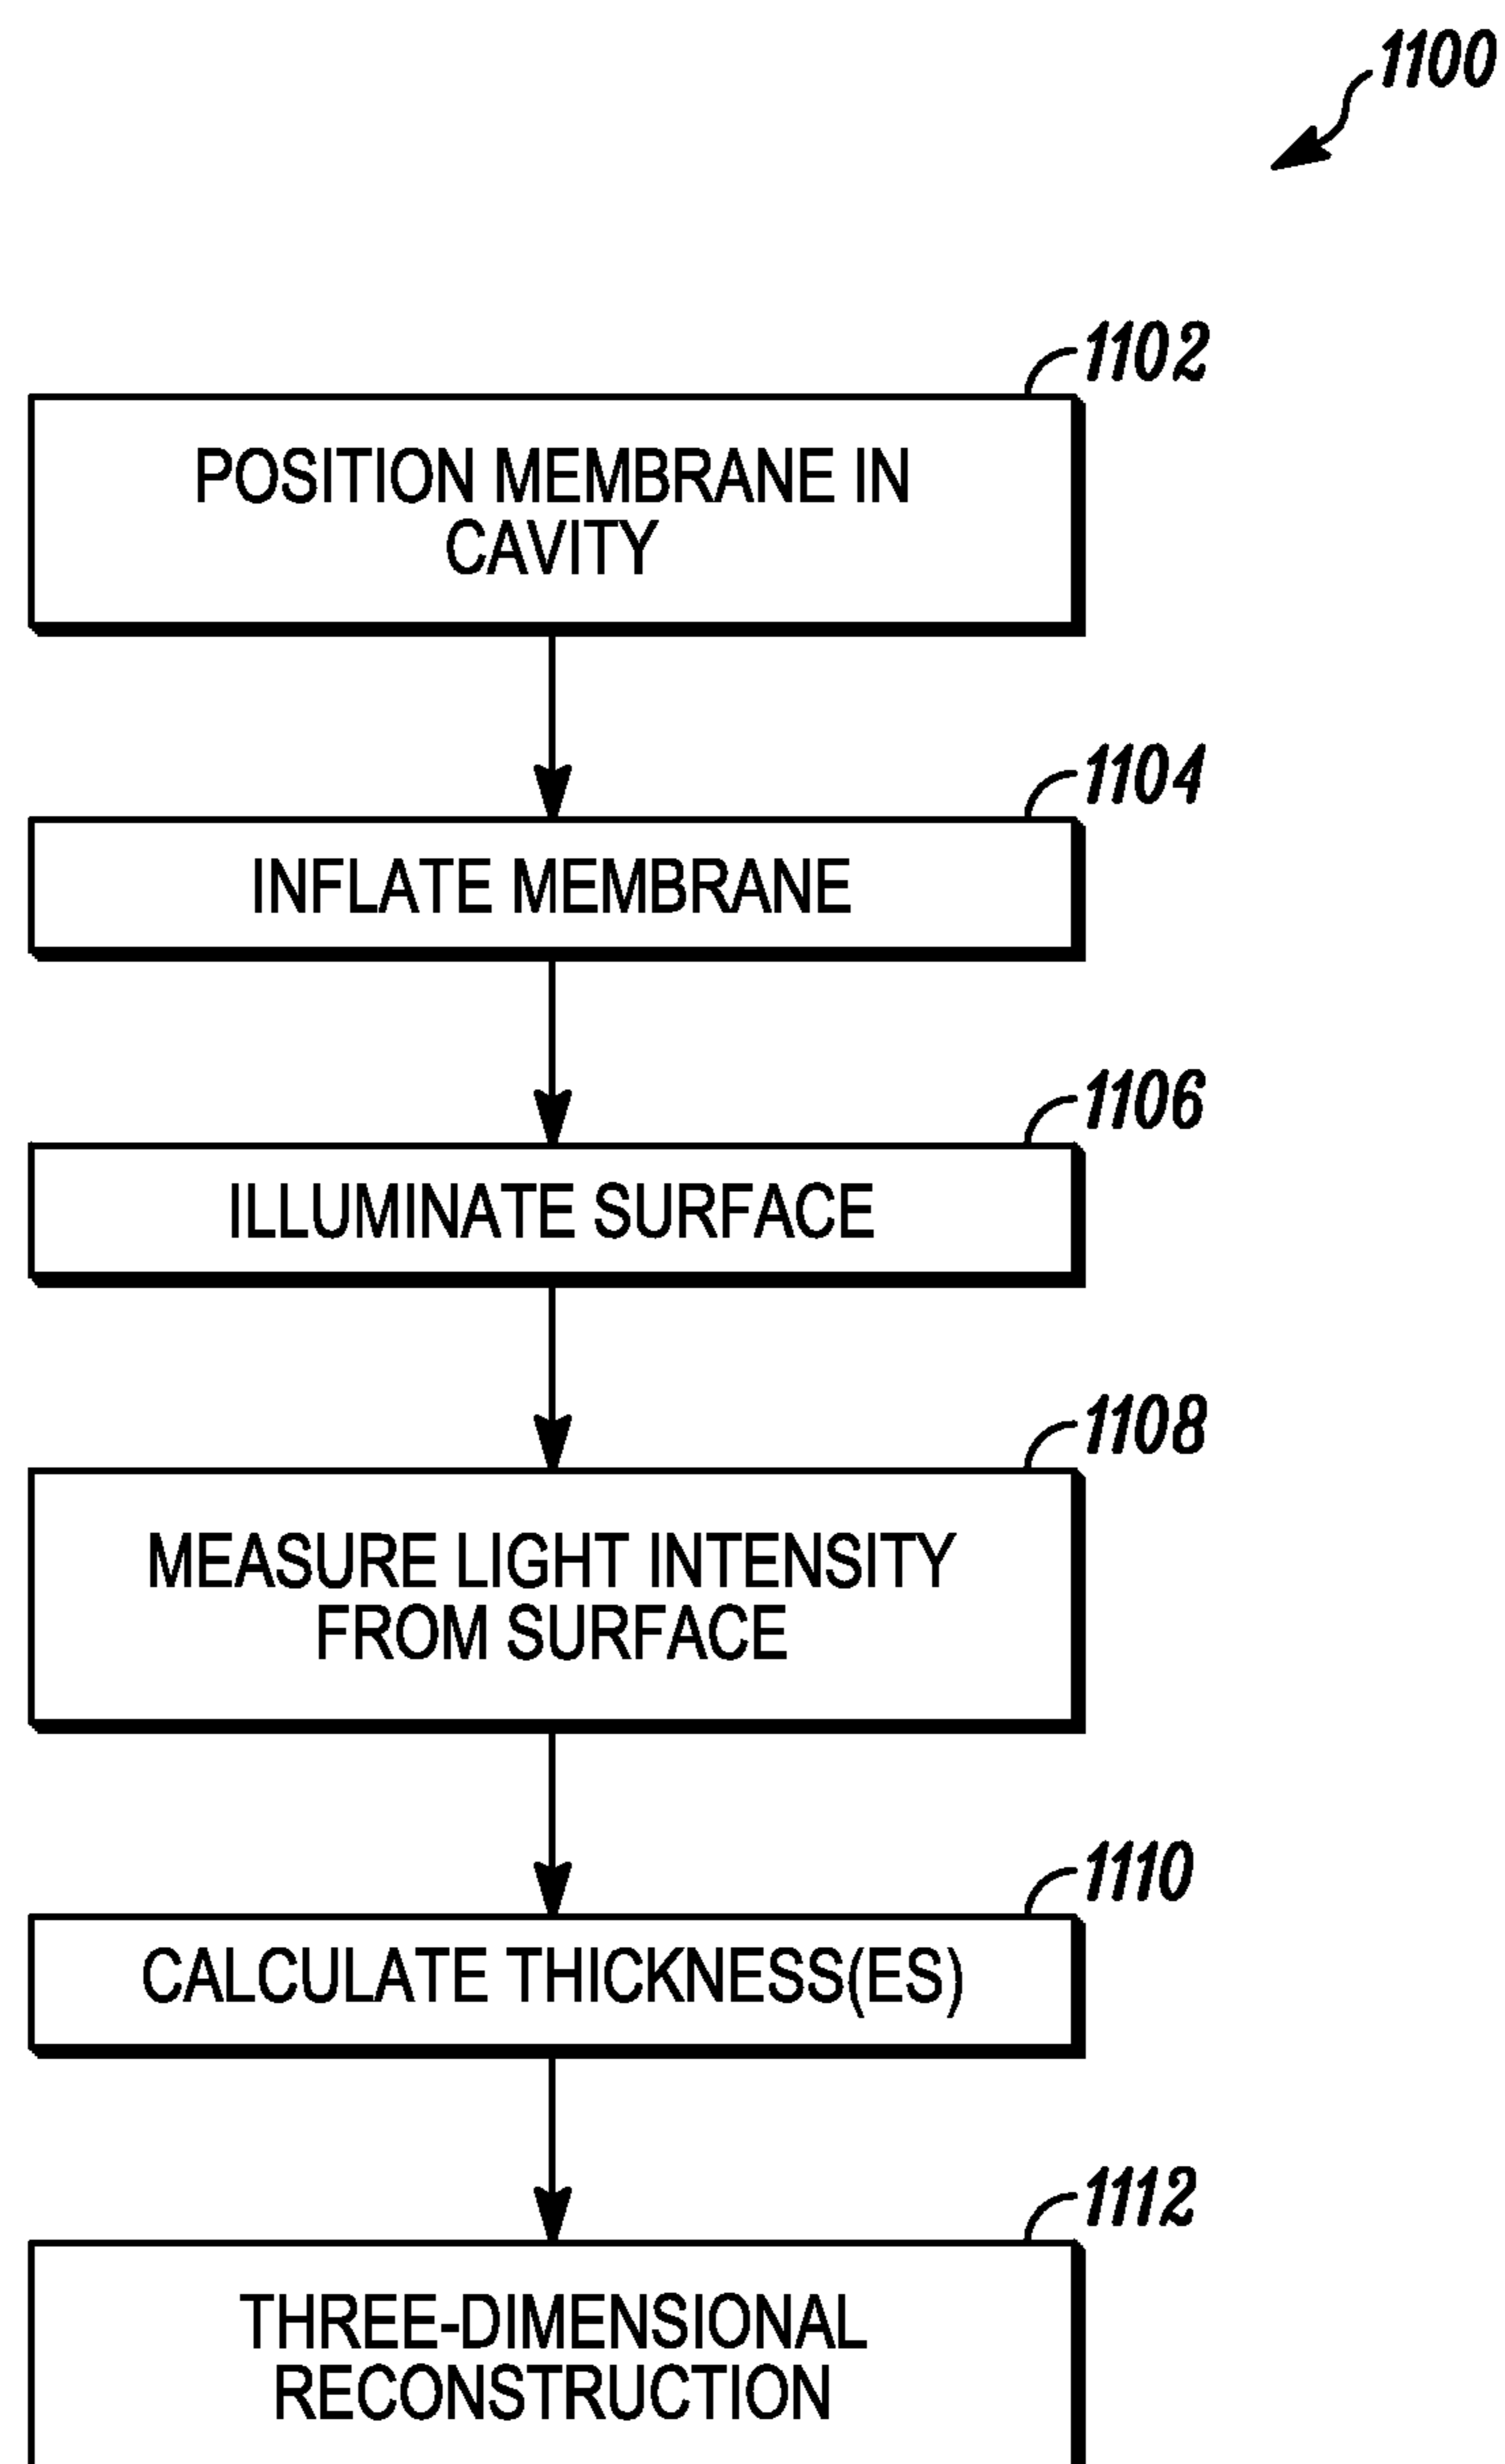 1100
1102
POSITION MEMBRANE IN
CAVITY
1104
INFLATE MEMBRANE
1106
ILLUMINATE SURFACE
1108
MEASURE LIGHT INTENSITY
FROM SURFACE
1110
CALCULATE THICKNESS(ES)
1112
THREE-DIMENSIONAL
RECONSTRUCTION